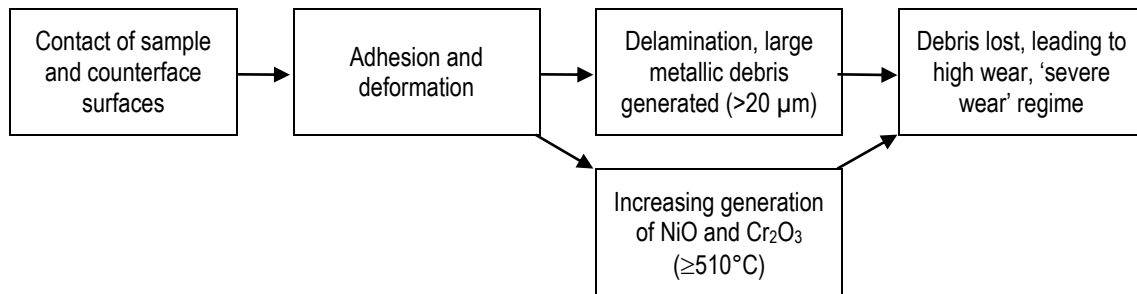 Contact of sample
and counterface
surfaces
Adhesion and
deformation
Delamination, large
metallic debris
generated (>20 µm)
Debris lost, leading to
high wear, ‘severe
wear’ regime
Increasing generation
of NiO and Cr₂O₃
(≥510°C)